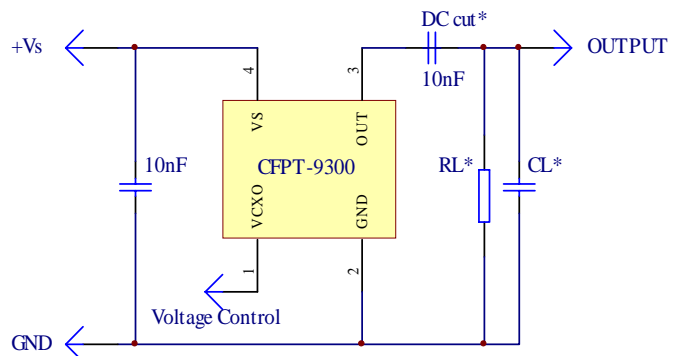 DC cut*
+Vs
OUTPUT
4
3
10nF
VS
OUT
10nF
CFPT-9300
RL*
CL*
VCXO
GND
1
2
Voltage Control
GND